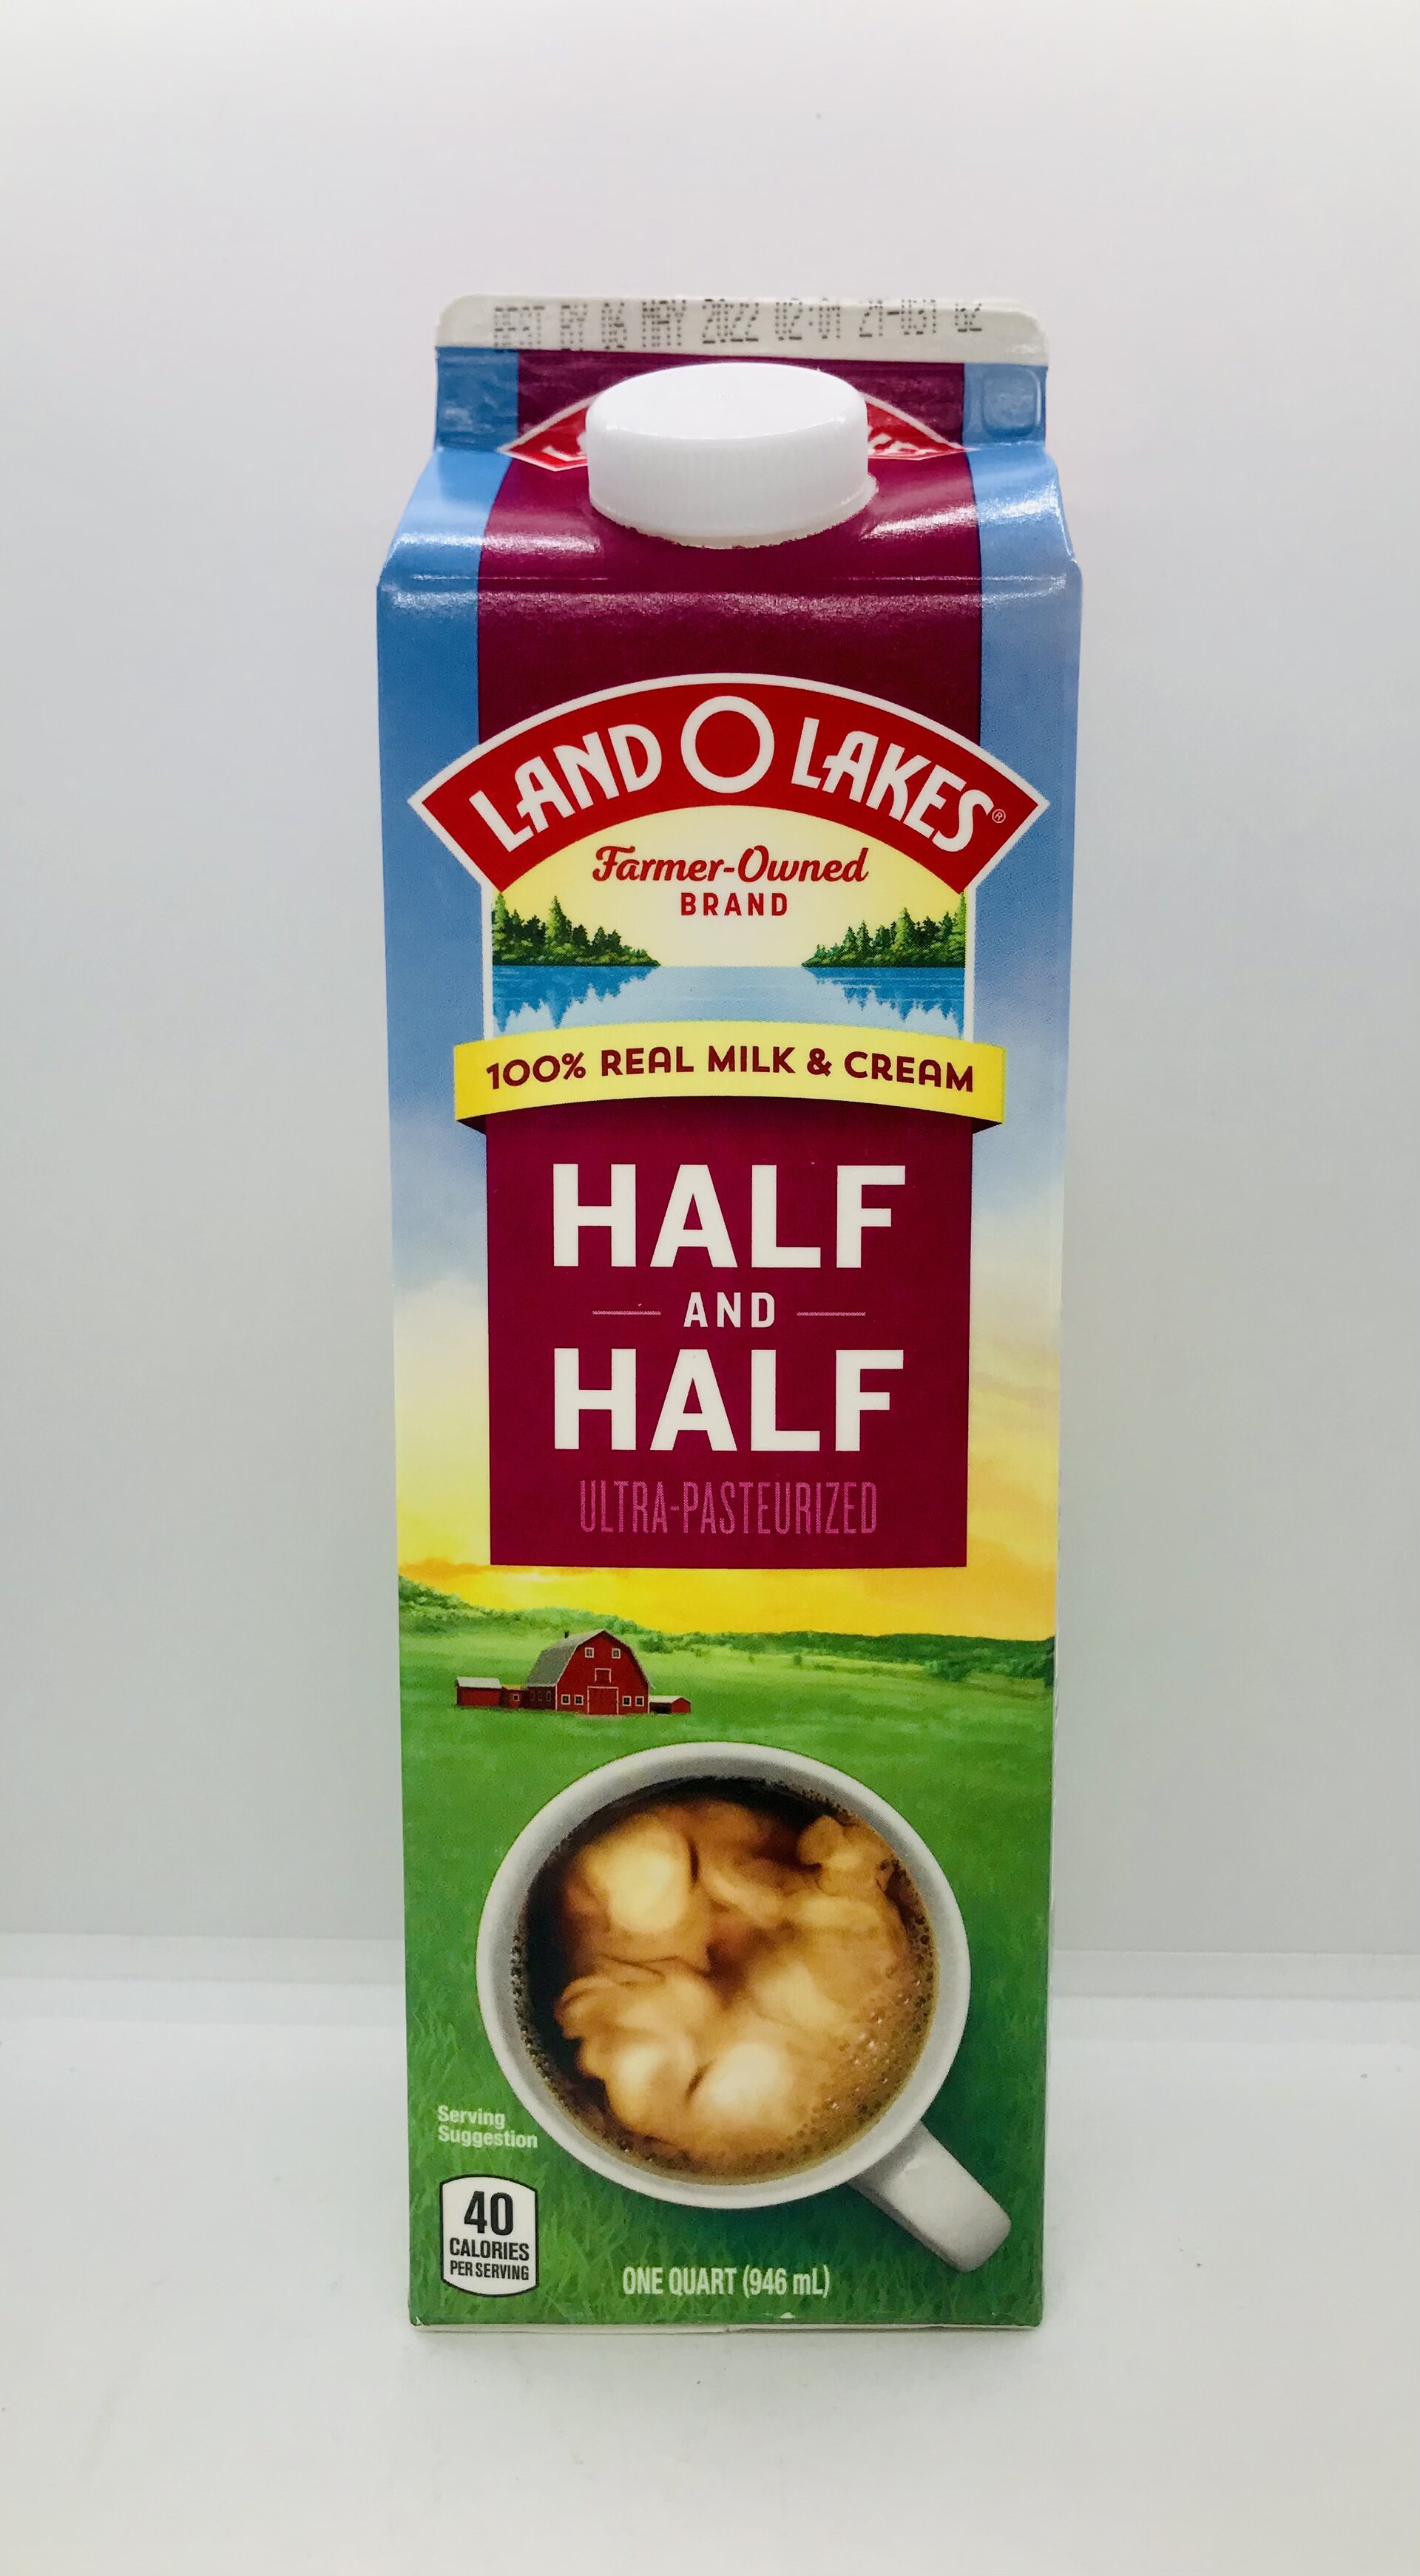 BEST BY 06 MAY 2022 02:01 27-051 02
LAND O LAKES®
Farmer-Owned
BRAND
100% REAL MILK & CREAM
HALF
AND
HALF
ULTRA-PASTEURIZED
Serving
Suggestion
40
CALORIES
PER SERVING
ONE QUART (946 mL)